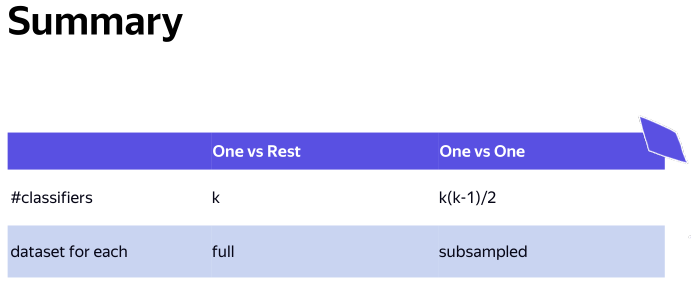 Summary
One vs Rest One vs One
#classifiers k k(k-1)/2
dataset for each full subsampled